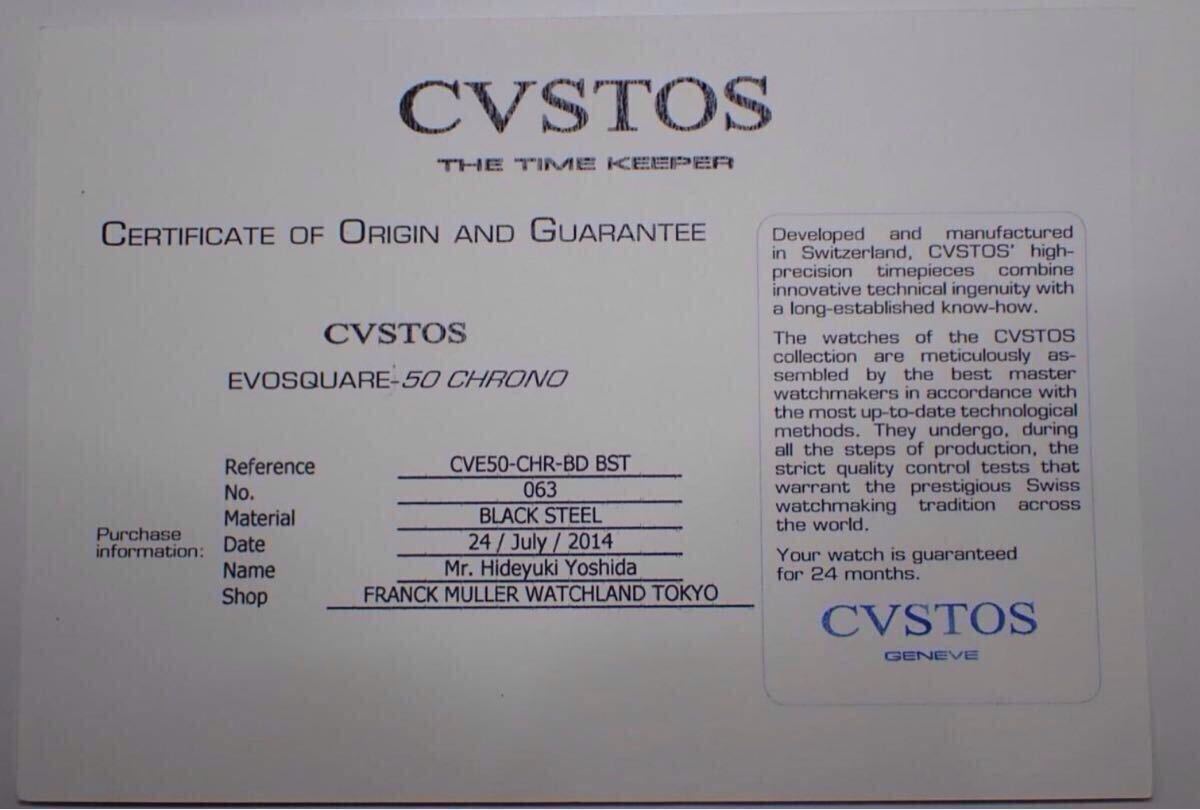 CVSTOS
THE TIME KEEPER
CERTIFICATE OF ORIGIN AND GUARANTEE
CVSTOS
EVOSQUARE-50 CHRONO
Purchase
information:
Reference CVE50-CHR-BD BST
No. 063
Material BLACK STEEL
Date 24 / July / 2014
Name Mr. Hideyuki Yoshida
Shop FRANCK MULLER WATCHLAND TOKYO
Developed and manufactured
in Switzerland, CVSTOS' high-
precision timepieces combine
innovative technical ingenuity with
a long-established know-how.
The watches of the CVSTOS
collection are meticulously as-
sembled by the best master
watchmakers in accordance with
the most up-to-date technological
methods. They undergo, during
all the steps of production, the
strict quality control tests that
warrant the prestigious Swiss
watchmaking tradition across
the world.
Your watch is guaranteed
for 24 months.
CVSTOS
GENEVE